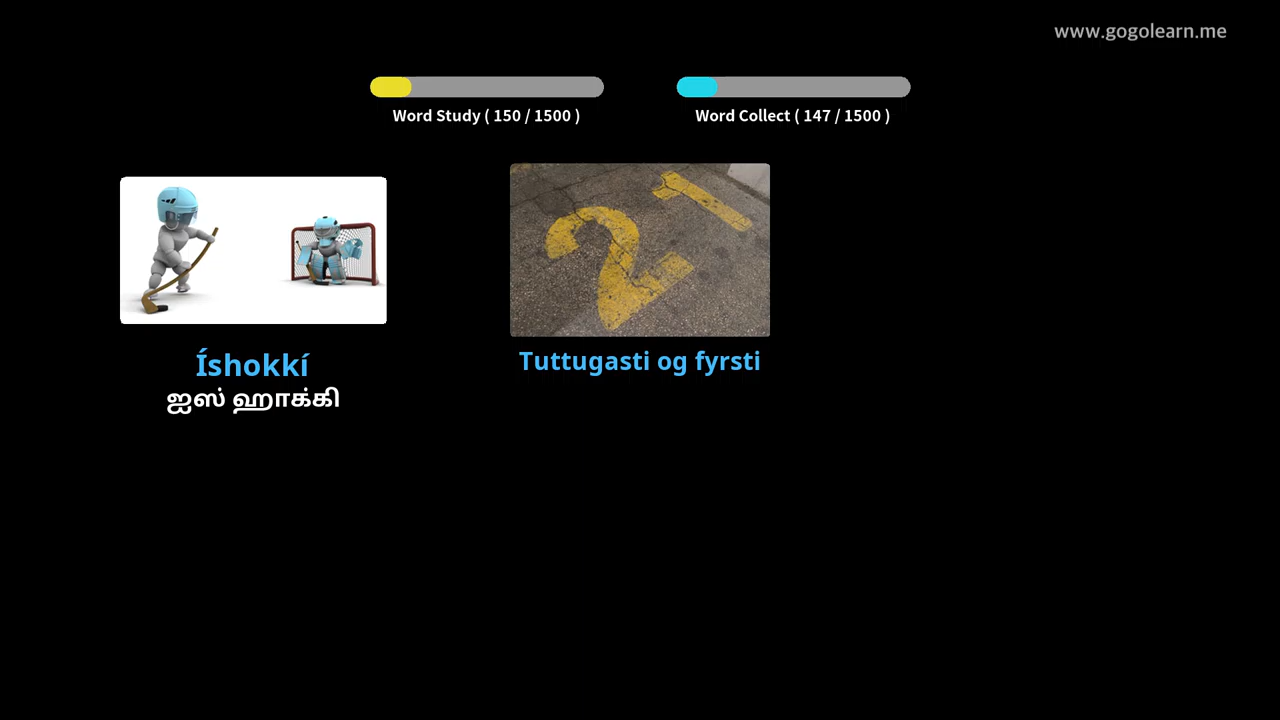 www.gogolearn.me
Word Study ( 150 / 1500 )
Word Collect ( 147 / 1500 )
21
Íshokkí
ஐஸ் ஹாக்கி
Tuttugasti og fyrsti